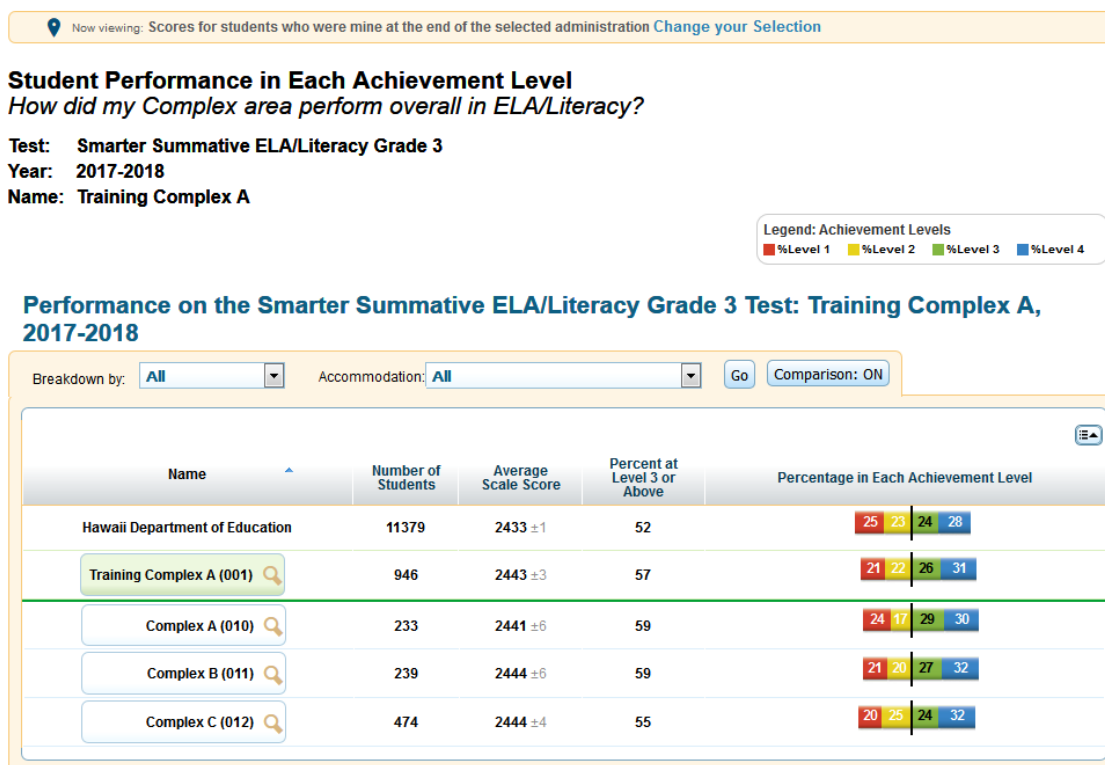 Now viewing: Scores for students who were mine at the end of the selected administration Change your Selection
Student Performance in Each Achievement Level
How did my Complex area perform overall in ELA/Literacy?
Test: Smarter Summative ELA/Literacy Grade 3
Year: 2017-2018
Name: Training Complex A
Legend: Achievement Levels
%Level 1 %Level 2 %Level 3 %Level 4
Performance on the Smarter Summative ELA/Literacy Grade 3 Test: Training Complex A,
2017-2018
Breakdown by: All Accommodation: All Go Comparison: ON
Name Number of Students Average Scale Score Percent at Level 3 or Above Percentage in Each Achievement Level
Hawaii Department of Education 11379 2433 ±1 52 25 23 24 28
Training Complex A (001) 946 2443 ±3 57 21 22 26 31
Complex A (010) 233 2441 ±6 59 24 17 29 30
Complex B (011) 239 2444 ±6 59 21 20 27 32
Complex C (012) 474 2444 ±4 55 20 25 24 32